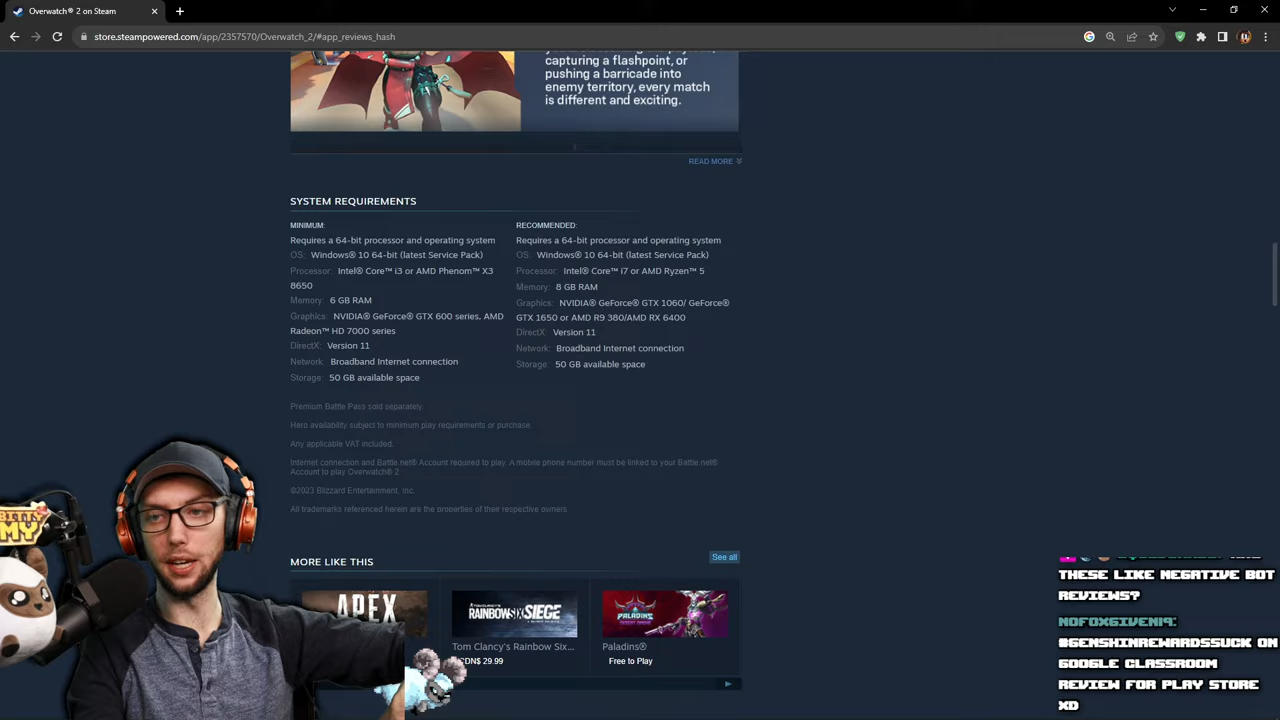 Overwatch® 2 on Steam
store.steampowered.com/app/2357570/Overwatch_2/#app_reviews_hash
capturing a flashpoint, or
pushing a barricade into
enemy territory, every match
is different and exciting.
READ MORE
SYSTEM REQUIREMENTS
MINIMUM:
Requires a 64-bit processor and operating system
OS: Windows® 10 64-bit (latest Service Pack)
Processor: Intel® Core™ i3 or AMD Phenom™ X3
8650
Memory: 6 GB RAM
Graphics: NVIDIA® GeForce® GTX 600 series, AMD
Radeon™ HD 7000 series
DirectX: Version 11
Network: Broadband Internet connection
Storage: 50 GB available space
RECOMMENDED:
Requires a 64-bit processor and operating system
OS: Windows® 10 64-bit (latest Service Pack)
Processor: Intel® Core™ i7 or AMD Ryzen™ 5
Memory: 8 GB RAM
Graphics: NVIDIA® GeForce® GTX 1060/ GeForce®
GTX 1650 or AMD R9 380/AMD RX 6400
DirectX: Version 11
Network: Broadband Internet connection
Storage: 50 GB available space
Premium Battle Pass sold separately.
Hero availability subject to minimum play requirements or purchase.
Any applicable VAT included.
Internet connection and Battle.net® Account required to play. A mobile phone number must be linked to your Battle.net®
Account to play Overwatch® 2
©2023 Blizzard Entertainment, Inc.
All trademarks referenced herein are the properties of their respective owners
MORE LIKE THIS
See all
APEX
TOM CLANCY'S
RAINBOW SIX SIEGE
PALADINS
Tom Clancy's Rainbow Six...
CDN$ 29.99
Paladins®
Free to Play
BITTY
MY
THESE LIKE NEGATIVE BOT
REVIEWS?
NOFOXGIVEN19:
#GENSHINREWARDSSUCK ON
GOOGLE CLASSROOM
REVIEW FOR PLAY STORE
XD